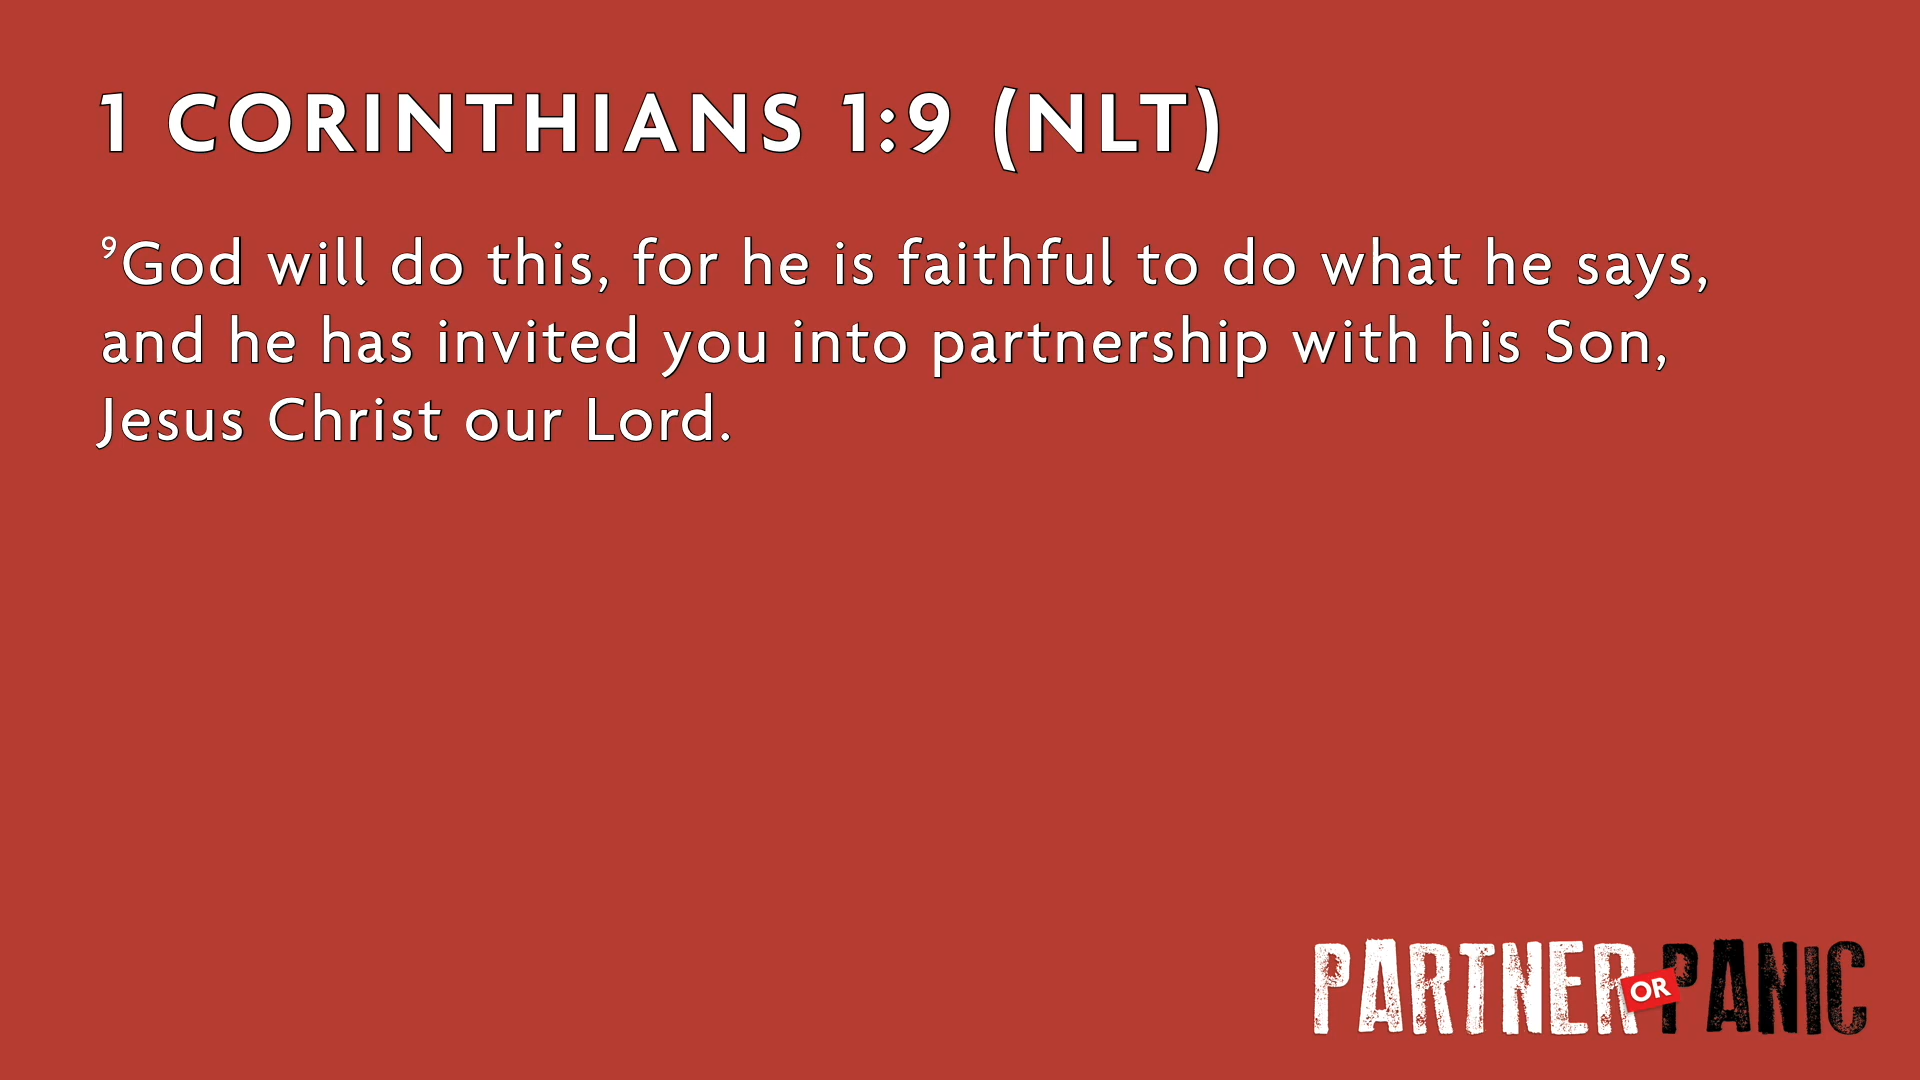 1 CORINTHIANS 1:9 (NLT)
⁹God will do this, for he is faithful to do what he says,
and he has invited you into partnership with his Son,
Jesus Christ our Lord.
PARTNER OR PANIC